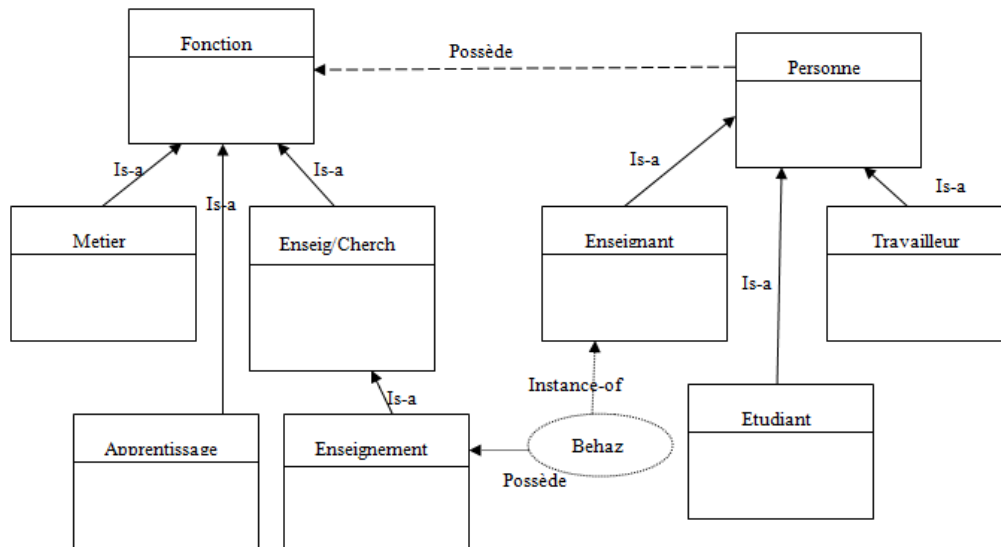 Fonction
Possède
Personne
Is-a
Is-a
Is-a
Is-a
Is-a
Metier
Enseig/Cherch
Enseignant
Travailleur
Is-a
Instance-of
Is-a
Apprentissage
Enseignement
Behaz
Etudiant
Possède